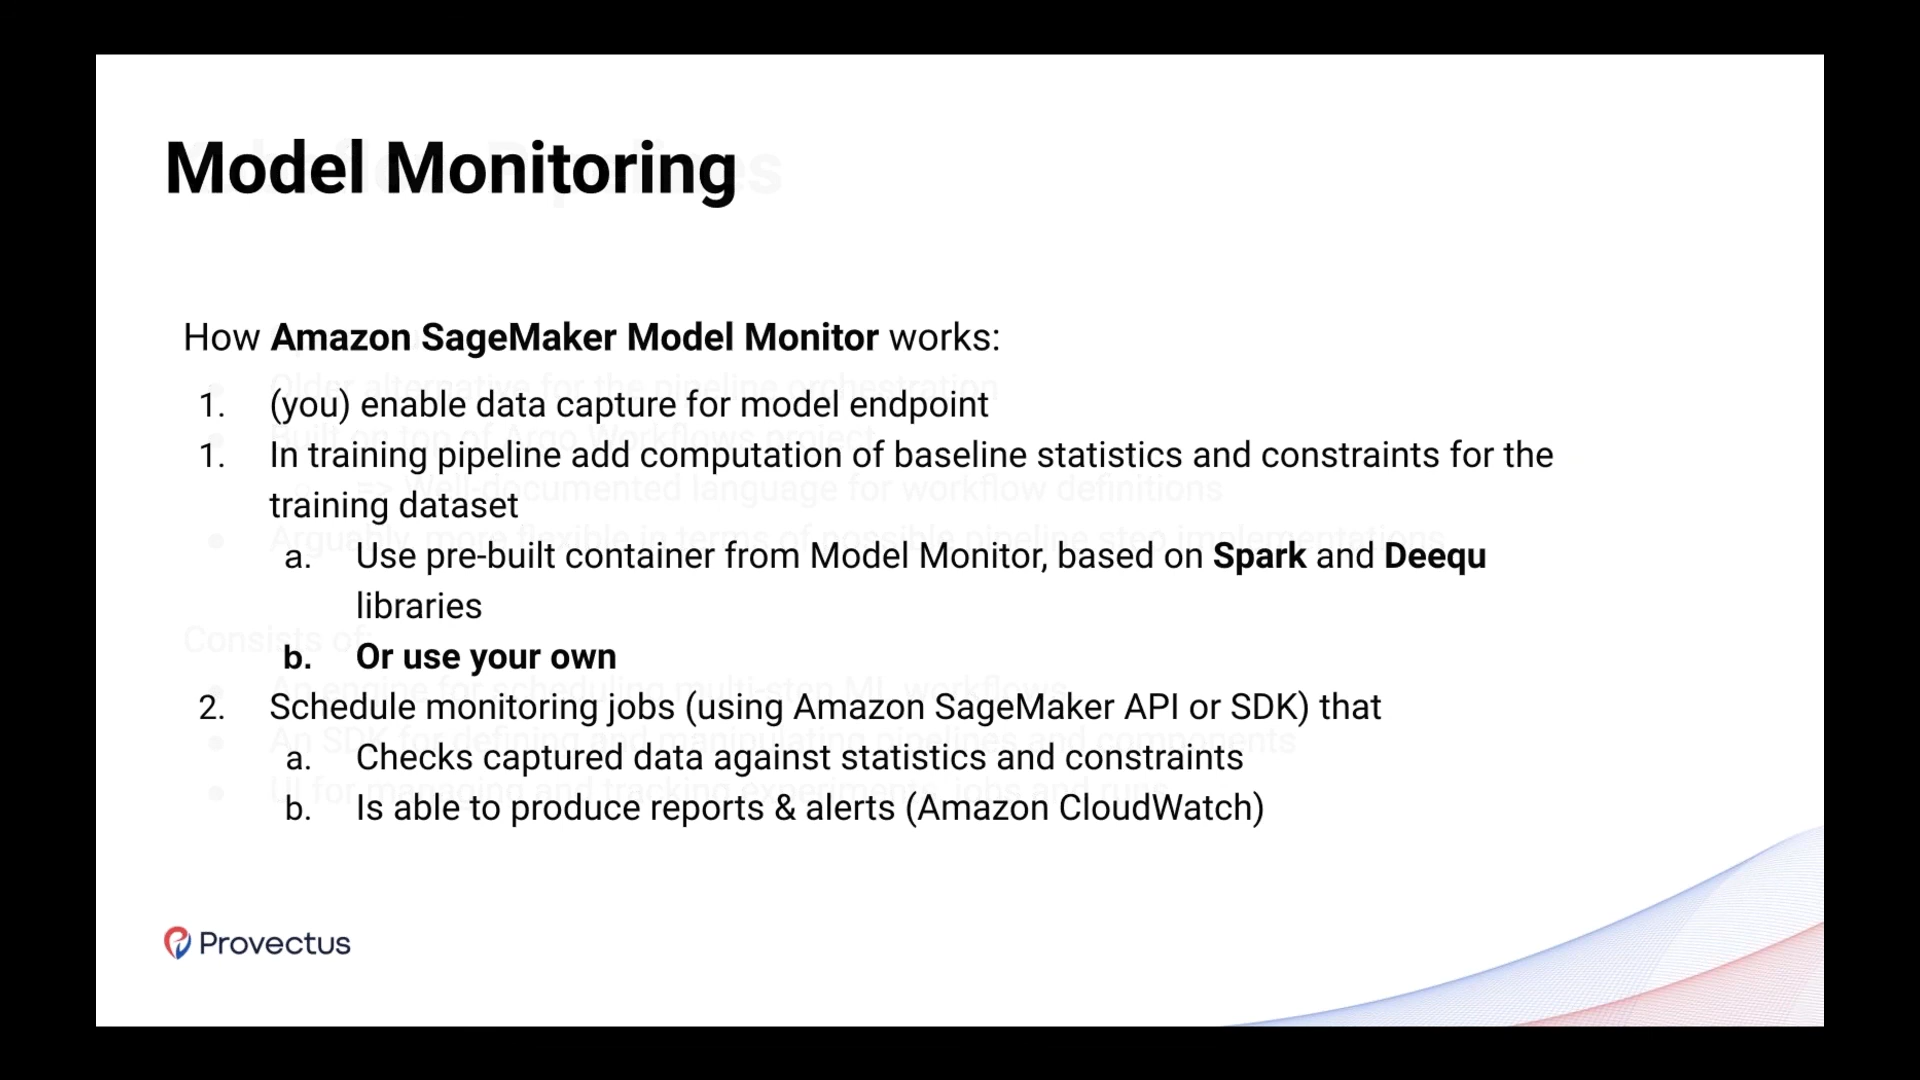 Model Monitoring
How Amazon SageMaker Model Monitor works:
1. (you) enable data capture for model endpoint
1. In training pipeline add computation of baseline statistics and constraints for the
training dataset
a. Use pre-built container from Model Monitor, based on Spark and Deequ
libraries
b. Or use your own
2. Schedule monitoring jobs (using Amazon SageMaker API or SDK) that
a. Checks captured data against statistics and constraints
b. Is able to produce reports & alerts (Amazon CloudWatch)
Provectus